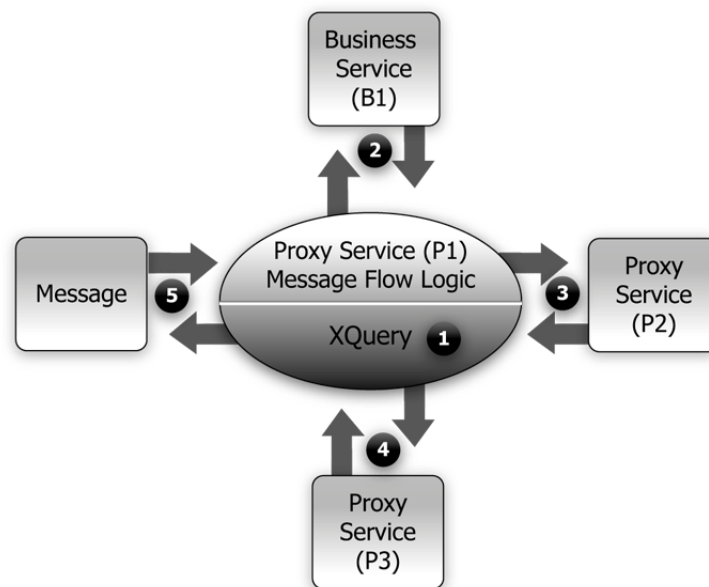 Business
Service
(B1)
2
Proxy Service (P1)
Message Flow Logic
XQuery 1
Message
5
3
Proxy
Service
(P2)
4
Proxy
Service
(P3)